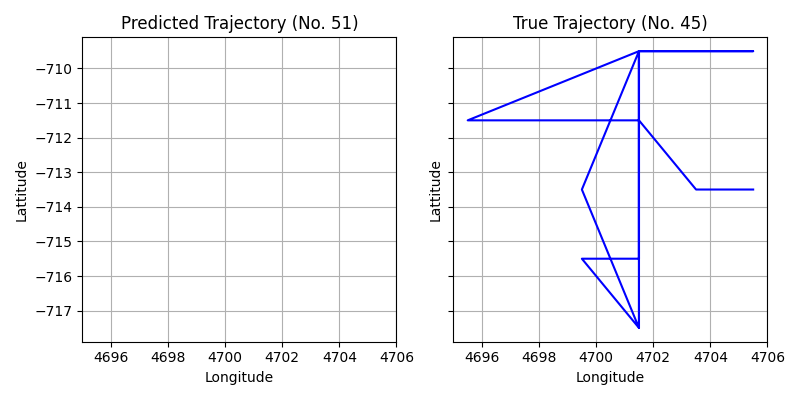 Predicted Trajectory (No. 51)
True Trajectory (No. 45)
Lattitude
−710
−711
−712
−713
−714
−715
−716
−717
4696 4698 4700 4702 4704 4706
Longitude
Lattitude
4696 4698 4700 4702 4704 4706
Longitude